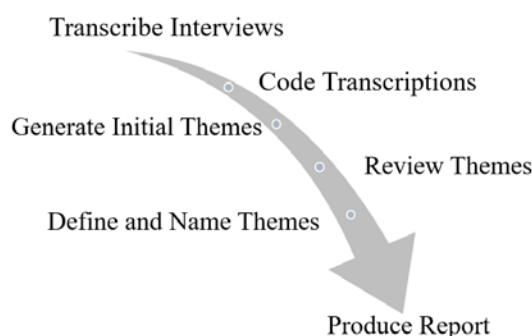 Transcribe Interviews
Code Transcriptions
Generate Initial Themes
Review Themes
Define and Name Themes
Produce Report